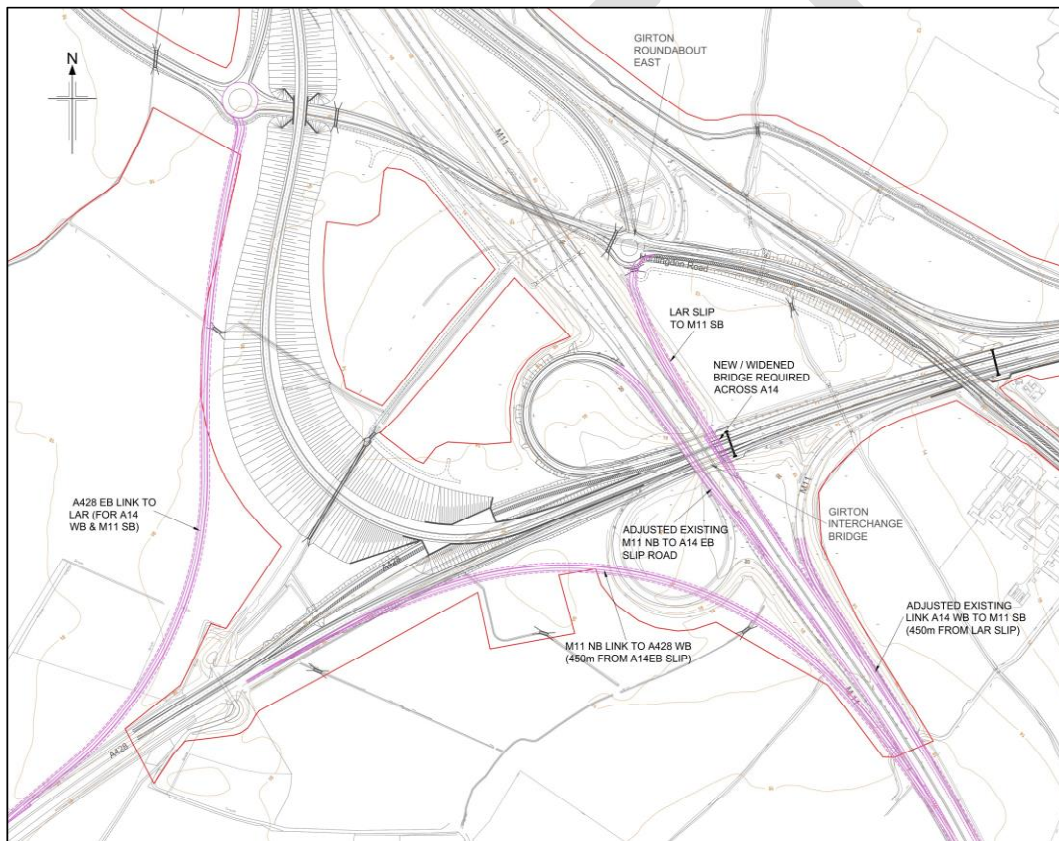 GIRTON
ROUNDABOUT
EAST
N
M11
Huntingdon Road
LAR SLIP
TO M11 SB
NEW / WIDENED
BRIDGE REQUIRED
ACROSS A14
M11
A428 EB LINK TO
LAR (FOR A14
WB & M11 SB)
ADJUSTED EXISTING
M11 NB TO A14 EB
SLIP ROAD
GIRTON
INTERCHANGE
BRIDGE
A428
M11 NB LINK TO A428 WB
(450m FROM A14EB SLIP)
ADJUSTED EXISTING
LINK A14 WB TO M11 SB
(450m FROM LAR SLIP)
M11
A428